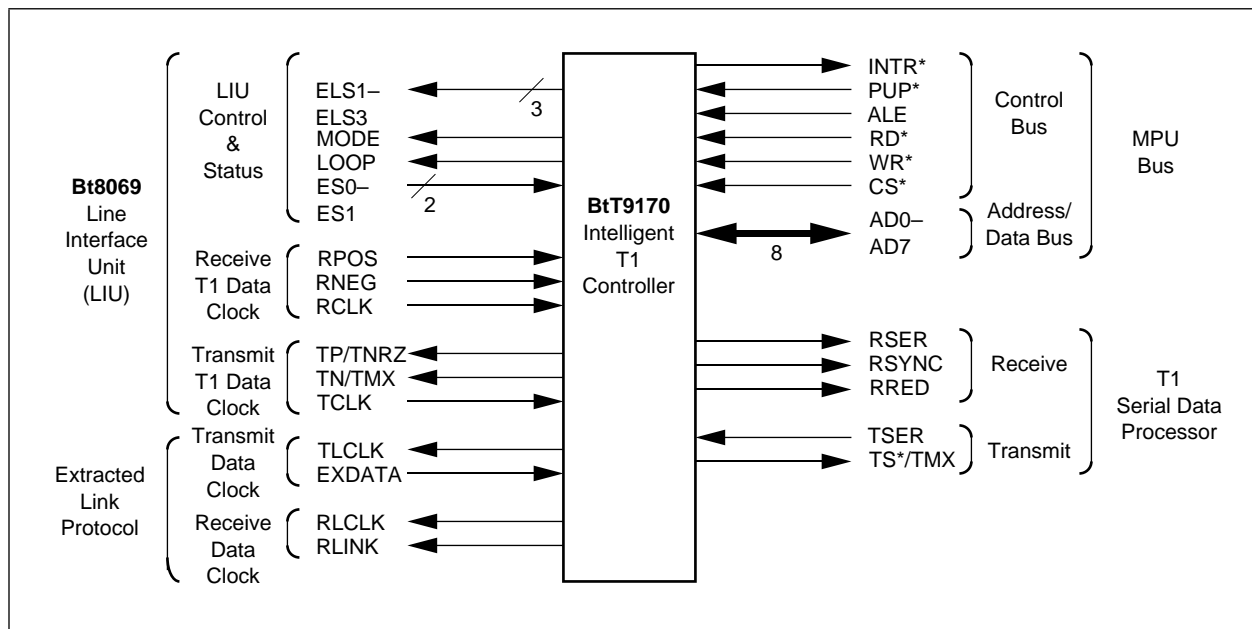 Bt8069
Line
Interface
Unit
(LIU)
LIU
Control
&
Status
ELS1–
ELS3
MODE
LOOP
ES0–
ES1
3
2
Receive
T1 Data
Clock
RPOS
RNEG
RCLK
Transmit
T1 Data
Clock
TP/TNRZ
TN/TMX
TCLK
Extracted
Link
Protocol
Transmit
Data
Clock
TLCLK
EXDATA
Receive
Data
Clock
RLCLK
RLINK
BtT9170
Intelligent
T1
Controller
INTR*
PUP*
ALE
RD*
WR*
CS*
Control
Bus
AD0–
AD7
8
Address/
Data Bus
MPU
Bus
RSER
RSYNC
RRED
Receive
TSER
TS*/TMX
Transmit
T1
Serial Data
Processor